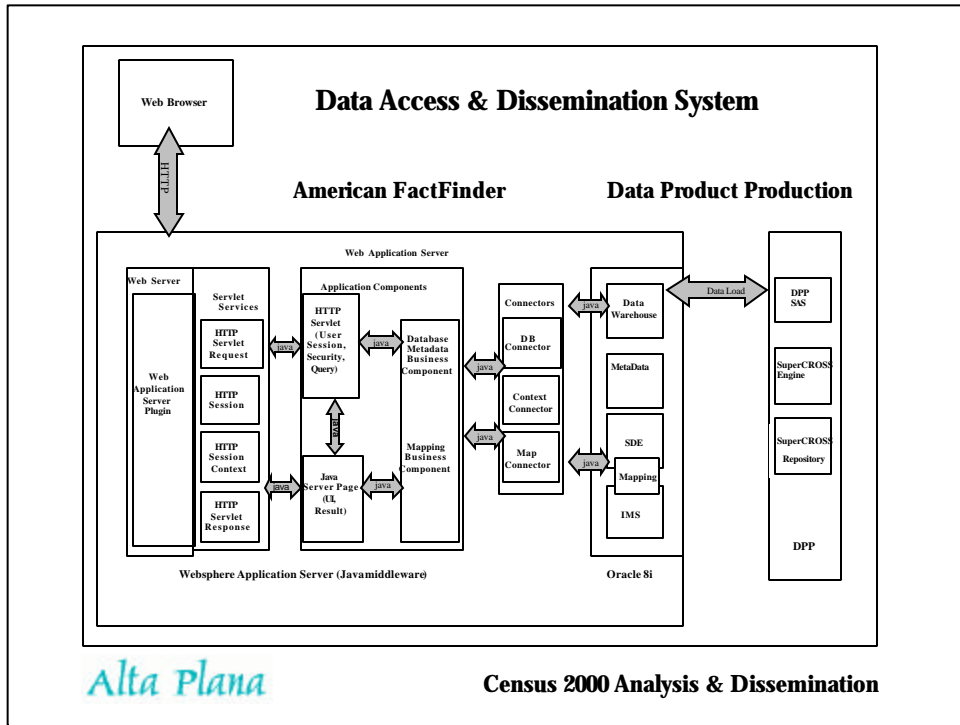 Web Browser
Data Access & Dissemination System
HTTP
American FactFinder
Data Product Production
Web Application Server
Web Server
Servlet
Services
Application Components
Connectors
Data
Warehouse
Data Load
DPP
SAS
HTTP
Servlet
Request
java
HTTP
Servlet
(User
Session,
Security,
Query)
java
Database
Metadata
Business
Component
java
DB
Connector
java
MetaData
SuperCROSS
Engine
Web
Application
Server
Plugin
HTTP
Session
Context
Connector
java
HTTP
Session
Context
java
Java
Server Page
(UI,
Result)
java
Mapping
Business
Component
java
Map
Connector
java
SDE
Mapping
IMS
SuperCROSS
Repository
HTTP
Servlet
Response
DPP
Websphere Application Server (Javamiddleware)
Oracle 8i
Alta Plana
Census 2000 Analysis & Dissemination